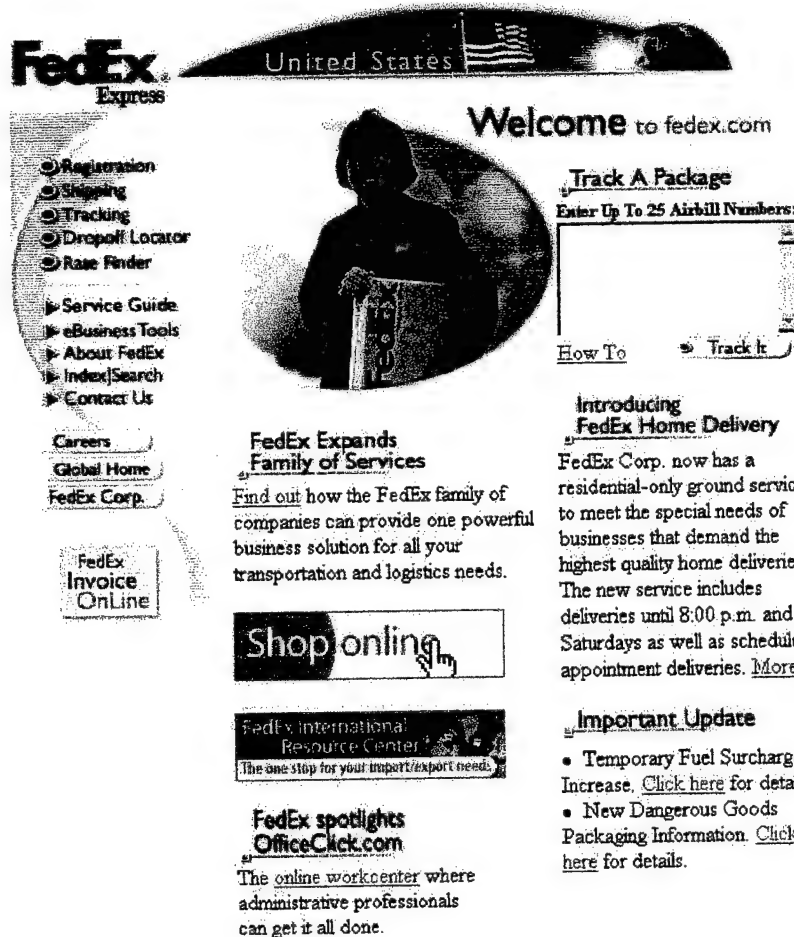 FedEx
Express
United States
Welcome to fedex.com
Registration
Shipping
Tracking
Dropoff Locator
Rate Finder
Service Guide
eBusiness Tools
About FedEx
Index|Search
Contact Us
Careers
Global Home
FedEx Corp.
FedEx
Invoice
OnLine
FedEx
FedEx Expands
Family of Services
Find out how the FedEx family of
companies can provide one powerful
business solution for all your
transportation and logistics needs.
Shop online
FedEx International
Resource Center
The one stop for your import/export needs
FedEx spotlights
OfficeClick.com
The online workcenter where
administrative professionals
can get it all done.
Track A Package
Enter Up To 25 Airbill Numbers:
How To
Track It
Introducing
FedEx Home Delivery
FedEx Corp. now has a
residential-only ground servic
to meet the special needs of
businesses that demand the
highest quality home deliverie
The new service includes
deliveries until 8:00 p.m. and
Saturdays as well as schedule
appointment deliveries. More
Important Update
• Temporary Fuel Surcharg
Increase. Click here for detai
• New Dangerous Goods
Packaging Information. Click
here for details.